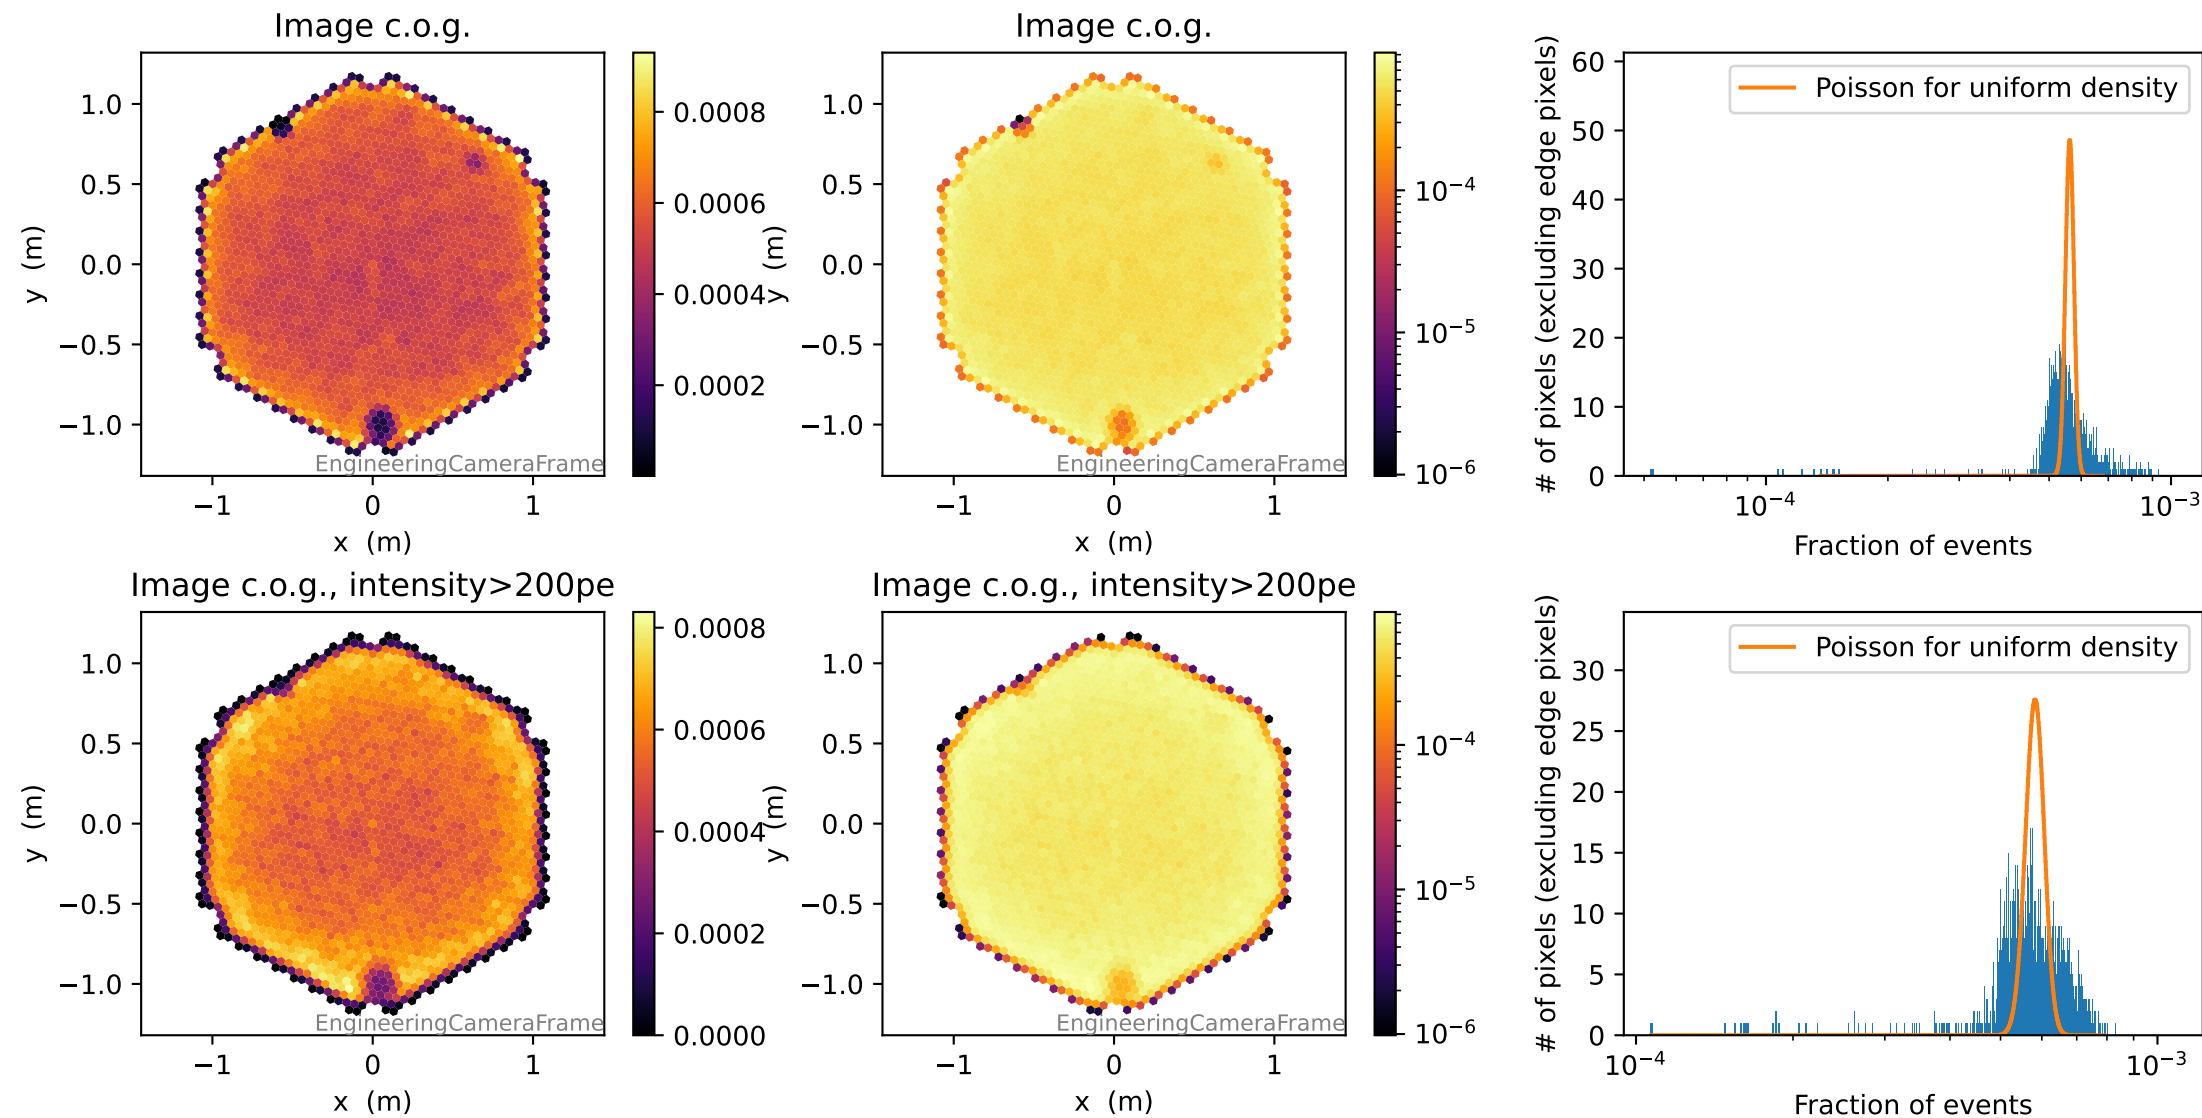 Image c.o.g.
1.0
0.5
0.0
−0.5
−1.0
y (m)
−1
0
1
x (m)
EngineeringCameraFrame
0.0008
0.0006
0.0004
0.0002
Image c.o.g.
1.0
0.5
0.0
−0.5
−1.0
y (m)
−1
0
1
x (m)
EngineeringCameraFrame
10⁻⁴
10⁻⁵
10⁻⁶
60
50
40
30
20
10
0
# of pixels (excluding edge pixels)
Poisson for uniform density
10⁻⁴
10⁻³
Fraction of events
Image c.o.g., intensity>200pe
1.0
0.5
0.0
−0.5
−1.0
y (m)
−1
0
1
x (m)
EngineeringCameraFrame
0.0008
0.0006
0.0004
0.0002
0.0000
Image c.o.g., intensity>200pe
1.0
0.5
0.0
−0.5
−1.0
y (m)
−1
0
1
x (m)
EngineeringCameraFrame
10⁻⁴
10⁻⁵
10⁻⁶
30
25
20
15
10
5
0
# of pixels (excluding edge pixels)
Poisson for uniform density
10⁻⁴
10⁻³
Fraction of events